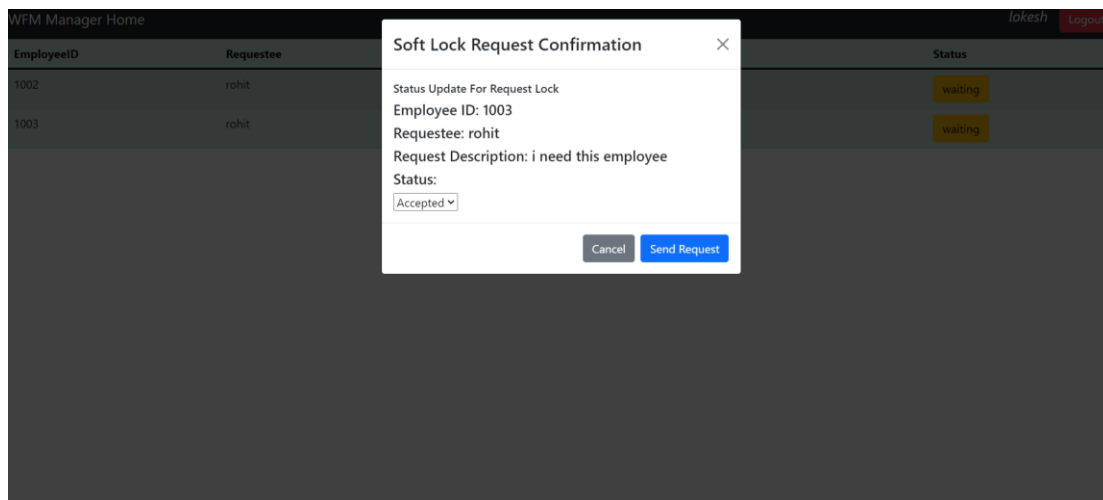 WFM Manager Home lokesh Logout
EmployeeID Requestee Status
1002 rohit waiting
1003 rohit waiting
Soft Lock Request Confirmation
Status Update For Request Lock
Employee ID: 1003
Requestee: rohit
Request Description: i need this employee
Status:
Accepted
Cancel Send Request